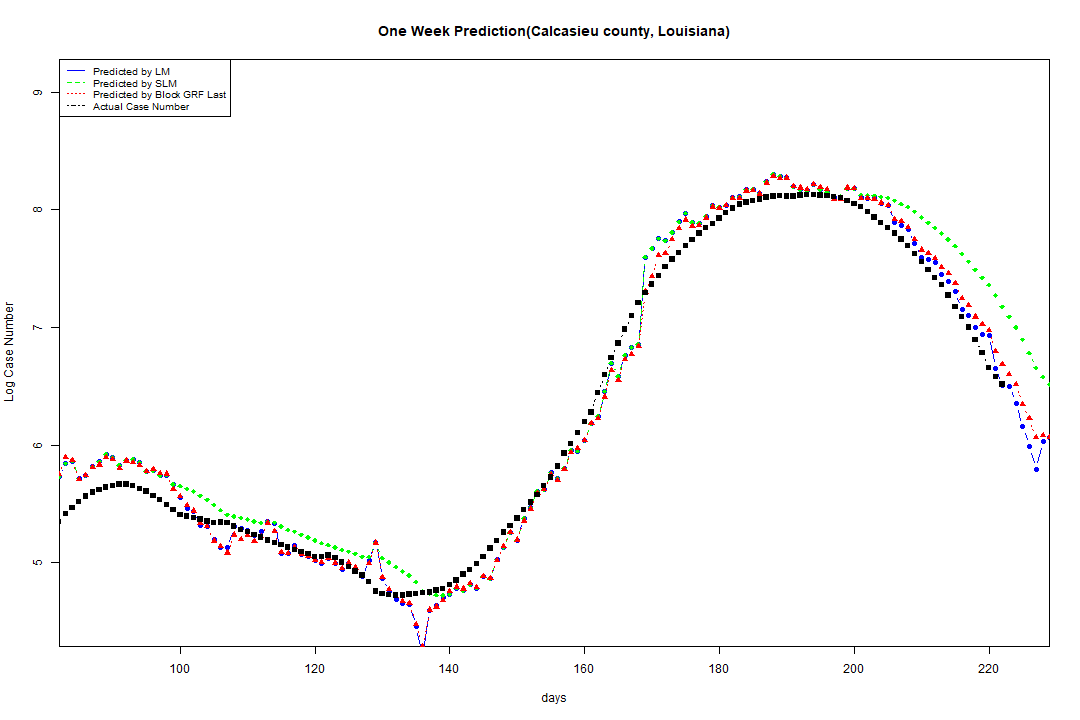 One Week Prediction(Calcasieu county, Louisiana)
Predicted by LM
Predicted by SLM
Predicted by Block GRF Last
Actual Case Number
9
8
7
6
5
Log Case Number
100 120 140 160 180 200 220
days